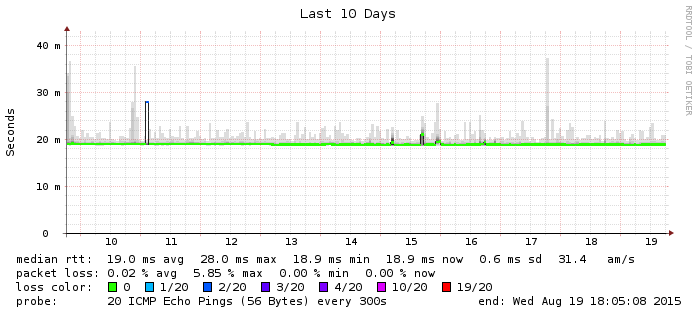 Last 10 Days
RRDTOOL / TOBI OETIKER
Seconds
40 m
30 m
20 m
10 m
0
10 11 12 13 14 15 16 17 18 19
median rtt: 19.0 ms avg 28.0 ms max 18.9 ms min 18.9 ms now 0.6 ms sd 31.4 am/s
packet loss: 0.02 % avg 5.85 % max 0.00 % min 0.00 % now
loss color: 0 1/20 2/20 3/20 4/20 10/20 19/20
probe: 20 ICMP Echo Pings (56 Bytes) every 300s end: Wed Aug 19 18:05:08 2015